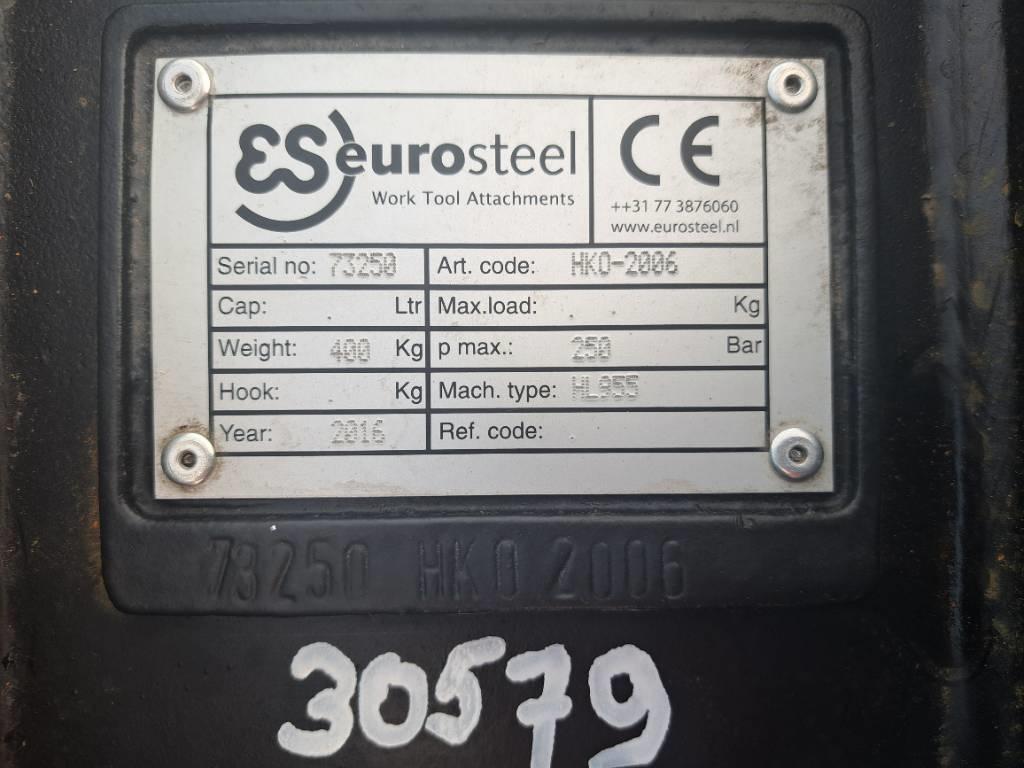 ES eurosteel
Work Tool Attachments
CE
++31 77 3876060
www.eurosteel.nl
Serial no: 73250 Art. code: HKO-2006
Cap: Ltr Max.load: Kg
Weight: 400 Kg p max.: 250 Bar
Hook: Kg Mach. type: HL955
Year: 2016 Ref. code:
73250 HKO 2006
30579